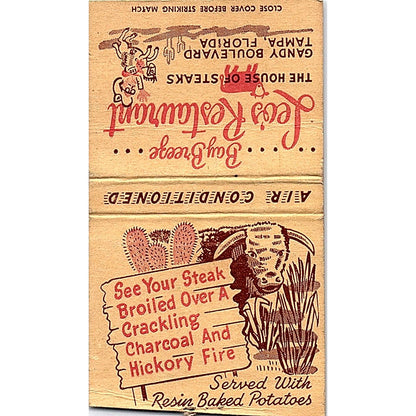 CLOSE COVER BEFORE STRIKING MATCH
GANDY BOULEVARD
TAMPA, FLORIDA
THE HOUSE OF STEAKS
Leo's Restaurant
Bay Breeze
AIR CONDITIONED
See Your Steak
Broiled Over A
Crackling
Charcoal And
Hickory Fire
Served With
Resin Baked Potatoes